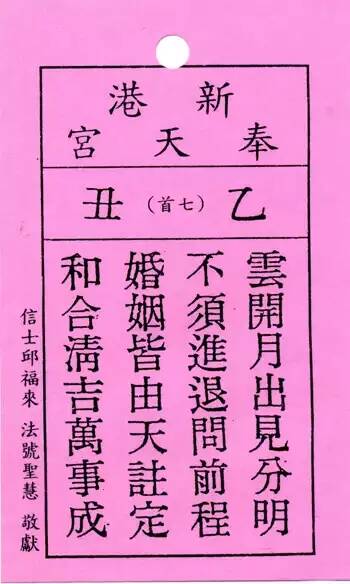 新港
奉天宮
乙丑
（七首）
雲開月出見分明
不須進退問前程
婚姻皆由天註定
和合清吉萬事成
信士邱福來 法號聖慧 敬獻